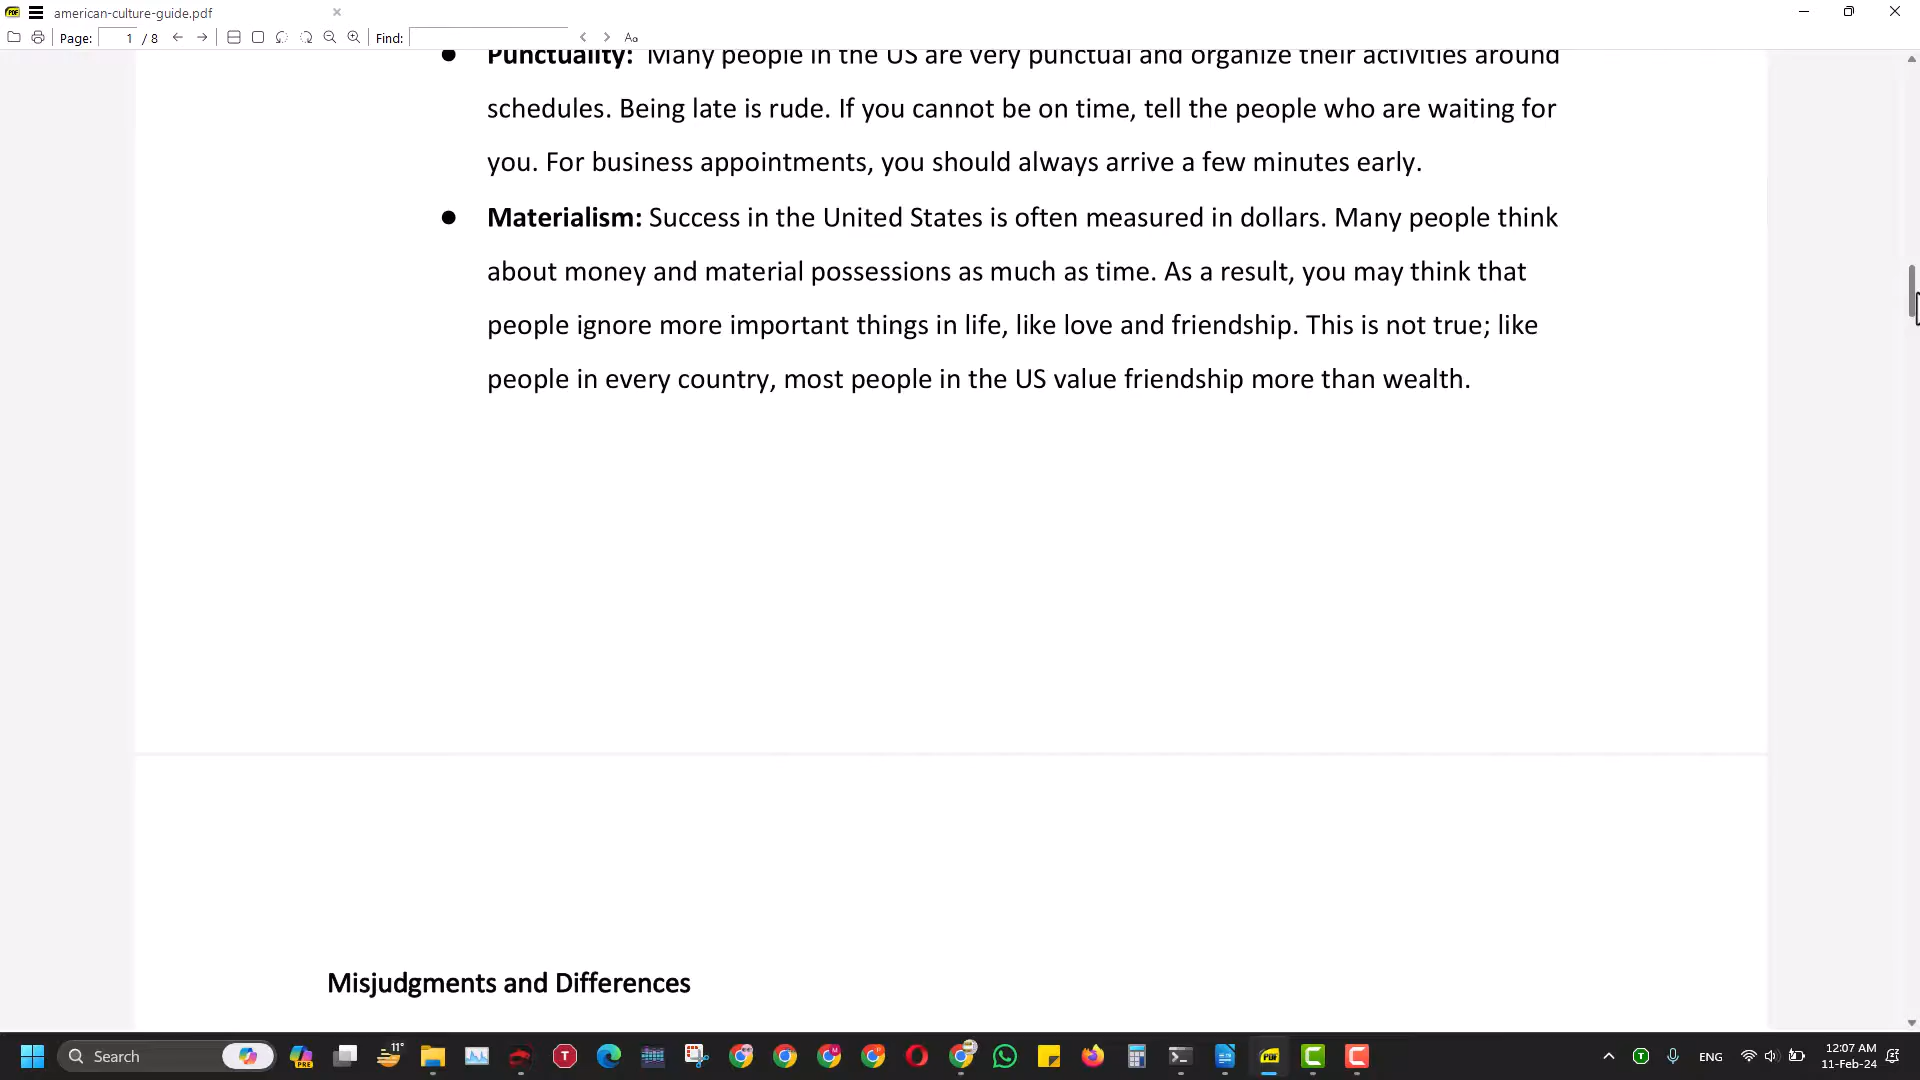 american-culture-guide.pdf
Page: 1 / 8 Find:
Punctuality: Many people in the US are very punctual and organize their activities around
schedules. Being late is rude. If you cannot be on time, tell the people who are waiting for
you. For business appointments, you should always arrive a few minutes early.
Materialism: Success in the United States is often measured in dollars. Many people think
about money and material possessions as much as time. As a result, you may think that
people ignore more important things in life, like love and friendship. This is not true; like
people in every country, most people in the US value friendship more than wealth.
Misjudgments and Differences
Search
11°
ENG
12:07 AM
11-Feb-24